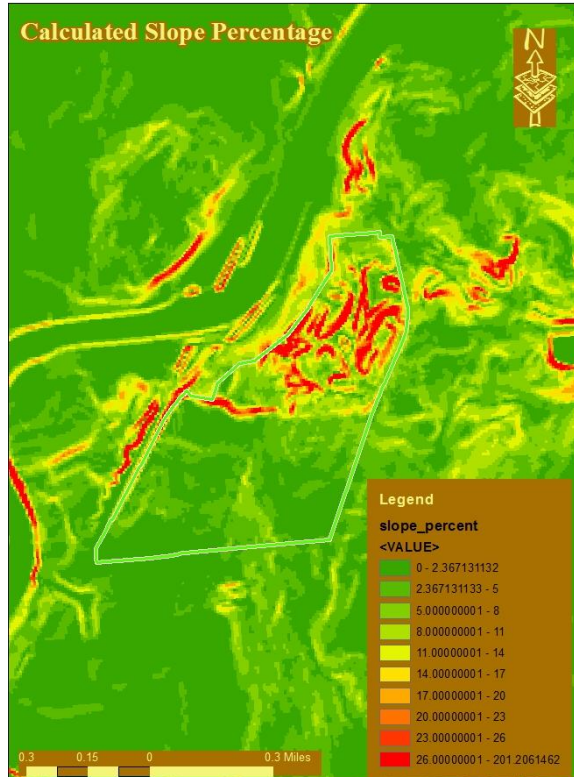 Calculated Slope Percentage
N
Legend
slope_percent
<VALUE>
0 - 2.367131132
2.367131133 - 5
5.000000001 - 8
8.000000001 - 11
11.00000001 - 14
14.00000001 - 17
17.00000001 - 20
20.00000001 - 23
23.00000001 - 26
26.00000001 - 201.2061462
0.3 0.15 0 0.3 Miles